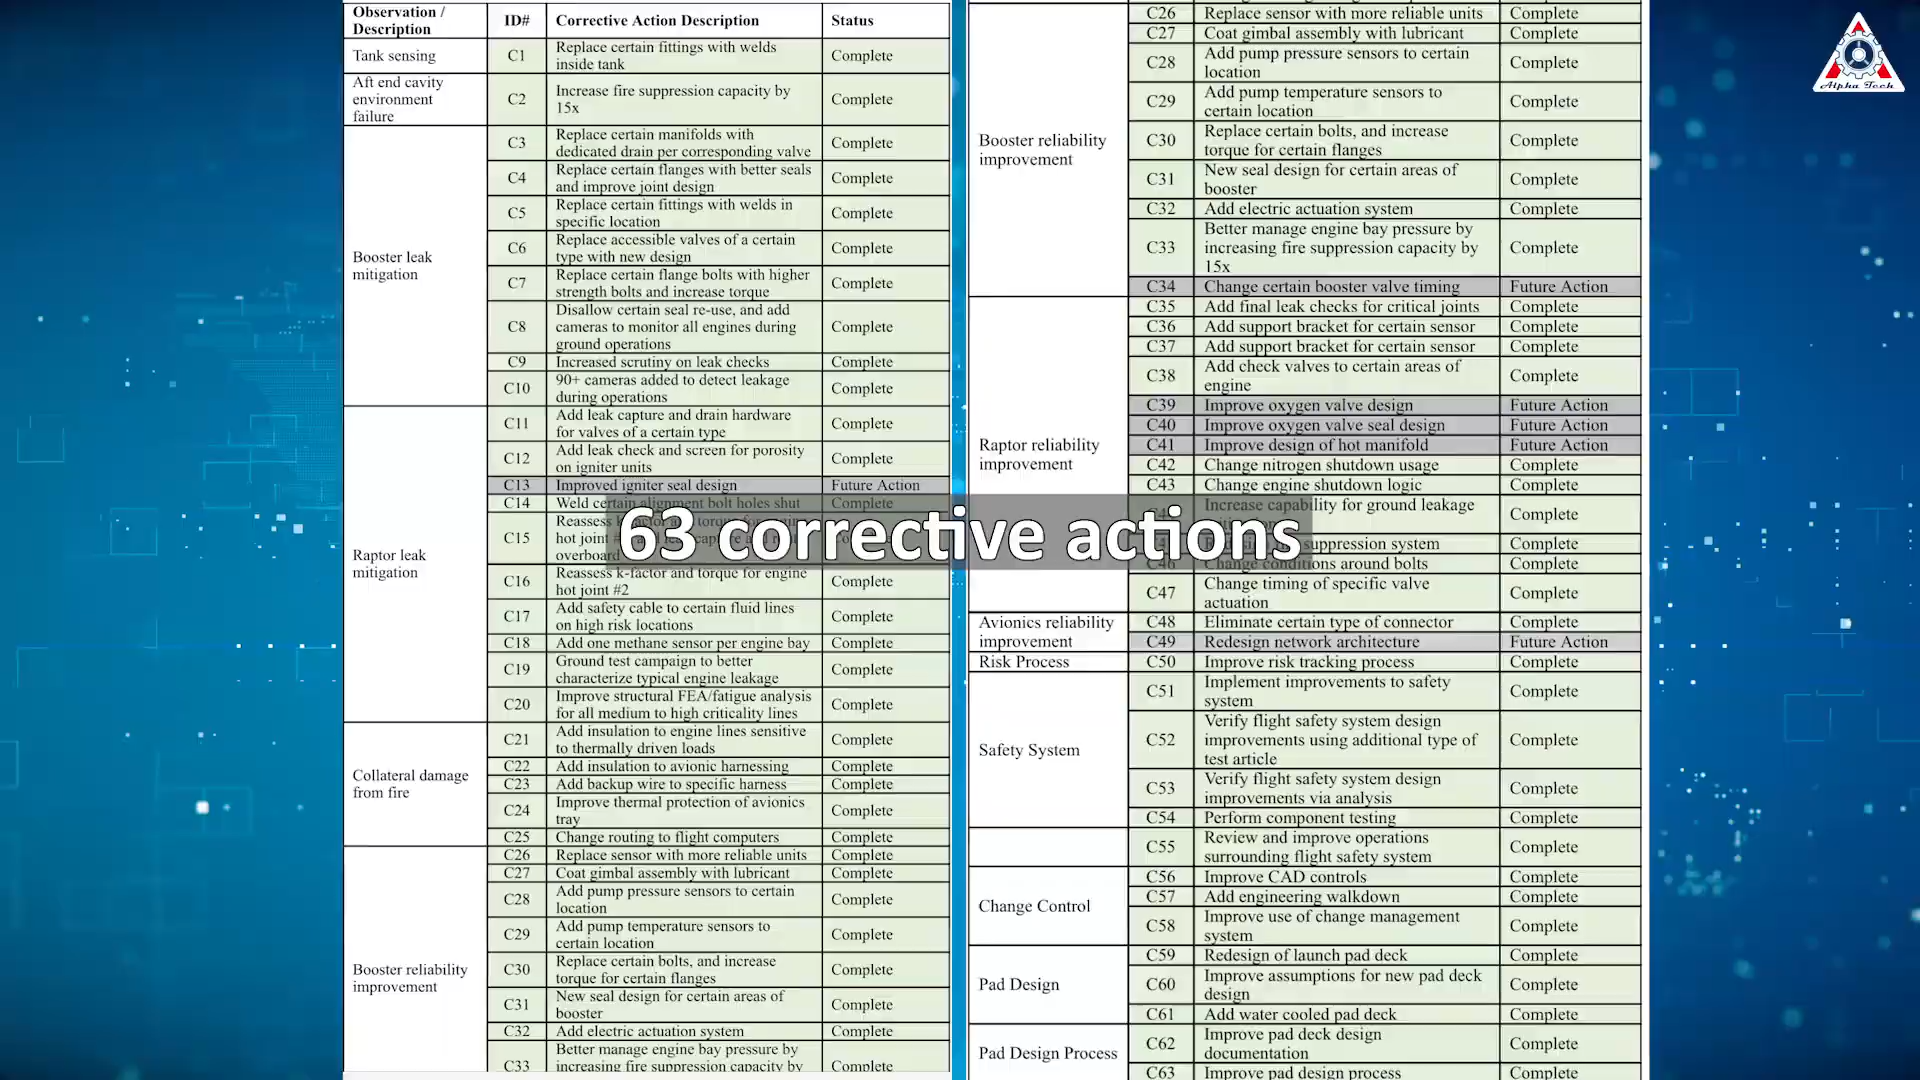 Observation /
Description
ID#
Corrective Action Description
Status
Tank sensing
C1
Replace certain fittings with welds
inside tank
Complete
Aft end cavity
environment
failure
C2
Increase fire suppression capacity by
15x
Complete
Booster leak
mitigation
C3
Replace certain manifolds with
dedicated drain per corresponding valve
Complete
C4
Replace certain flanges with better seals
and improve joint design
Complete
C5
Replace certain fittings with welds in
specific location
Complete
C6
Replace accessible valves of a certain
type with new design
Complete
C7
Replace certain flange bolts with higher
strength bolts and increase torque
Complete
C8
Disallow certain seal re-use, and add
cameras to monitor all engines during
ground operations
Complete
C9
Increased scrutiny on leak checks
Complete
C10
90+ cameras added to detect leakage
during operations
Complete
Raptor leak
mitigation
C11
Add leak capture and drain hardware
for valves of a certain type
Complete
C12
Add leak check and screen for porosity
on igniter units
Complete
C13
Improved igniter seal design
Future Action
C14
Weld certain alignment bolt holes shut
Complete
C15
Reassess
hot joint
overboard
C16
Reassess k-factor and torque for engine
hot joint #2
Complete
C17
Add safety cable to certain fluid lines
on high risk locations
Complete
C18
Add one methane sensor per engine bay
Complete
C19
Ground test campaign to better
characterize typical engine leakage
Complete
C20
Improve structural FEA/fatigue analysis
for all medium to high criticality lines
Complete
Collateral damage
from fire
C21
Add insulation to engine lines sensitive
to thermally driven loads
Complete
C22
Add insulation to avionic harnessing
Complete
C23
Add backup wire to specific harness
Complete
C24
Improve thermal protection of avionics
tray
Complete
C25
Change routing to flight computers
Complete
Booster reliability
improvement
C26
Replace sensor with more reliable units
Complete
C27
Coat gimbal assembly with lubricant
Complete
C28
Add pump pressure sensors to certain
location
Complete
C29
Add pump temperature sensors to
certain location
Complete
C30
Replace certain bolts, and increase
torque for certain flanges
Complete
C31
New seal design for certain areas of
booster
Complete
C32
Add electric actuation system
Complete
C33
Better manage engine bay pressure by
increasing fire suppression capacity by
Complete
Booster reliability
improvement
C26
Replace sensor with more reliable units
Complete
C27
Coat gimbal assembly with lubricant
Complete
C28
Add pump pressure sensors to certain
location
Complete
C29
Add pump temperature sensors to
certain location
Complete
C30
Replace certain bolts, and increase
torque for certain flanges
Complete
C31
New seal design for certain areas of
booster
Complete
C32
Add electric actuation system
Complete
C33
Better manage engine bay pressure by
increasing fire suppression capacity by
15x
Complete
C34
Change certain booster valve timing
Future Action
Raptor reliability
improvement
C35
Add final leak checks for critical joints
Complete
C36
Add support bracket for certain sensor
Complete
C37
Add support bracket for certain sensor
Complete
C38
Add check valves to certain areas of
engine
Complete
C39
Improve oxygen valve design
Future Action
C40
Improve oxygen valve seal design
Future Action
C41
Improve design of hot manifold
Future Action
C42
Change nitrogen shutdown usage
Complete
C43
Change engine shutdown logic
Complete
Increase capability for ground leakage
Complete
suppression system
Complete
C46
Change conditions around bolts
Complete
C47
Change timing of specific valve
actuation
Complete
Avionics reliability
improvement
C48
Eliminate certain type of connector
Complete
C49
Redesign network architecture
Future Action
Risk Process
C50
Improve risk tracking process
Complete
Safety System
C51
Implement improvements to safety
system
Complete
C52
Verify flight safety system design
improvements using additional type of
test article
Complete
C53
Verify flight safety system design
improvements via analysis
Complete
C54
Perform component testing
Complete
C55
Review and improve operations
surrounding flight safety system
Complete
Change Control
C56
Improve CAD controls
Complete
C57
Add engineering walkdown
Complete
C58
Improve use of change management
system
Complete
Pad Design
C59
Redesign of launch pad deck
Complete
C60
Improve assumptions for new pad deck
design
Complete
C61
Add water cooled pad deck
Complete
Pad Design Process
C62
Improve pad deck design
documentation
Complete
C63
Improve pad design process
Complete
63 corrective actions
Alpha Tech